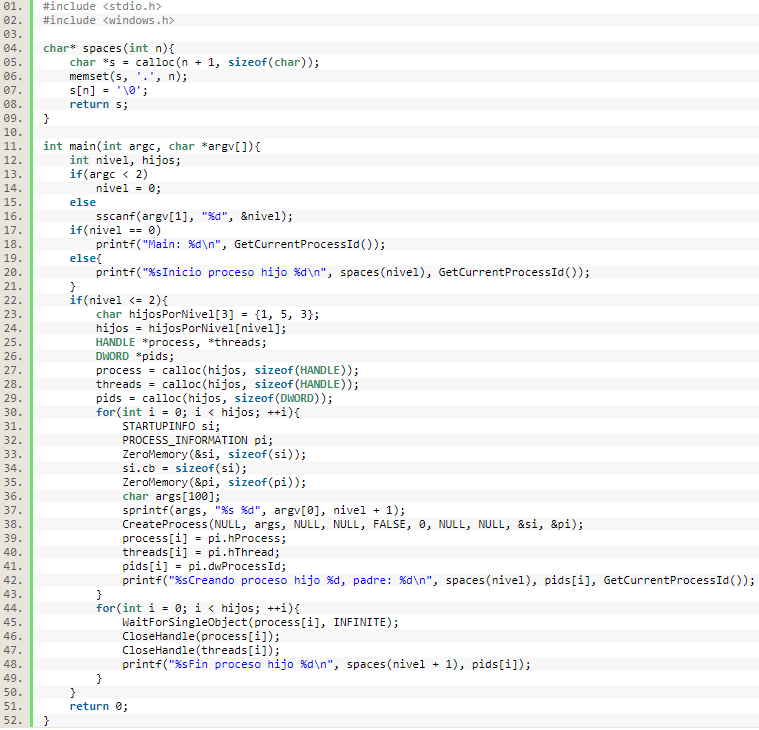 01. #include <stdio.h>
02. #include <windows.h>
03.
04. char* spaces(int n){
05.     char *s = calloc(n + 1, sizeof(char));
06.     memset(s, '.', n);
07.     s[n] = '\0';
08.     return s;
09. }
10.
11. int main(int argc, char *argv[]){
12.     int nivel, hijos;
13.     if(argc < 2)
14.         nivel = 0;
15.     else
16.         sscanf(argv[1], "%d", &nivel);
17.     if(nivel == 0)
18.         printf("Main: %d\n", GetCurrentProcessId());
19.     else{
20.         printf("%sInicio proceso hijo %d\n", spaces(nivel), GetCurrentProcessId());
21.     }
22.     if(nivel <= 2){
23.         char hijosPorNivel[3] = {1, 5, 3};
24.         hijos = hijosPorNivel[nivel];
25.         HANDLE *process, *threads;
26.         DWORD *pids;
27.         process = calloc(hijos, sizeof(HANDLE));
28.         threads = calloc(hijos, sizeof(HANDLE));
29.         pids = calloc(hijos, sizeof(DWORD));
30.         for(int i = 0; i < hijos; ++i){
31.             STARTUPINFO si;
32.             PROCESS_INFORMATION pi;
33.             ZeroMemory(&si, sizeof(si));
34.             si.cb = sizeof(si);
35.             ZeroMemory(&pi, sizeof(pi));
36.             char args[100];
37.             sprintf(args, "%s %d", argv[0], nivel + 1);
38.             CreateProcess(NULL, args, NULL, NULL, FALSE, 0, NULL, NULL, &si, &pi);
39.             process[i] = pi.hProcess;
40.             threads[i] = pi.hThread;
41.             pids[i] = pi.dwProcessId;
42.             printf("%sCreando proceso hijo %d, padre: %d\n", spaces(nivel), pids[i], GetCurrentProcessId());
43.         }
44.         for(int i = 0; i < hijos; ++i){
45.             WaitForSingleObject(process[i], INFINITE);
46.             CloseHandle(process[i]);
47.             CloseHandle(threads[i]);
48.             printf("%sFin proceso hijo %d\n", spaces(nivel + 1), pids[i]);
49.         }
50.     }
51.     return 0;
52. }